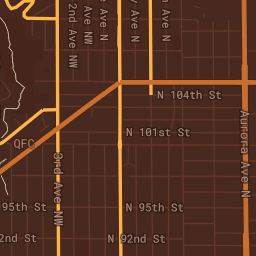 2nd Ave NW
Ave NW
Ave N
Ave N
Ave N
N 104th St
N 101st St
Aurora Ave N
QFC
3rd Ave NW
95th St
N 95th St
2nd St
N 92nd St